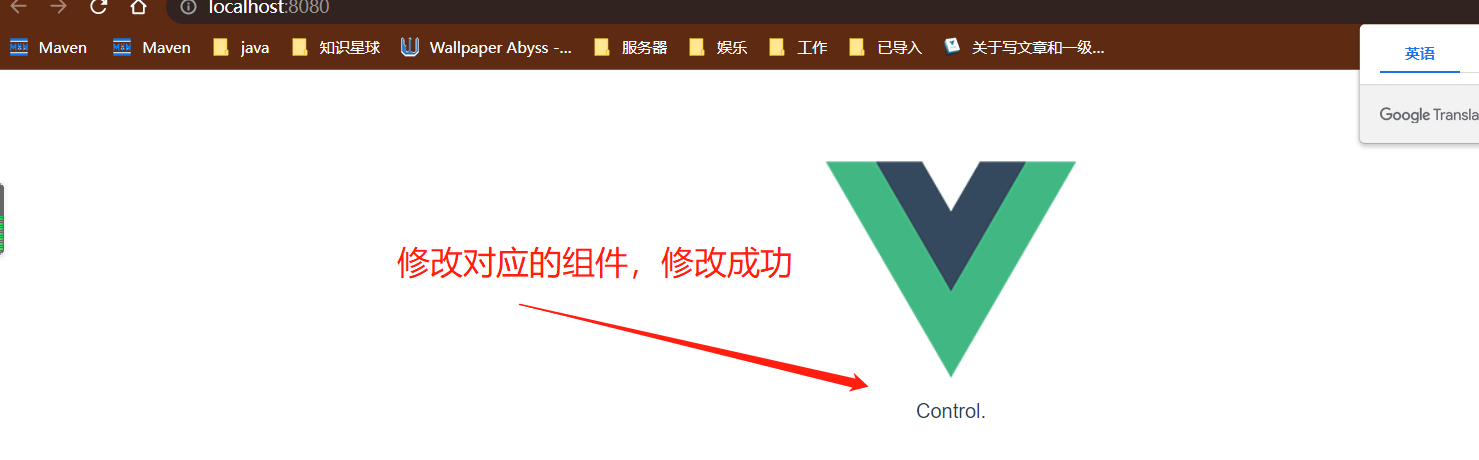 localhost:8080
Maven Maven java 知识星球 Wallpaper Abyss -... 服务器 娱乐 工作 已导入 关于写文章和一级...
英语
Google Transla
修改对应的组件，修改成功
Control.